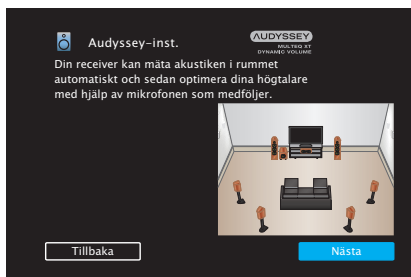 Audyssey-inst.
AUDYSSEY
MULTEQ XT
DYNAMIC VOLUME
Din receiver kan mäta akustiken i rummet
automatiskt och sedan optimera dina högtalare
med hjälp av mikrofonen som medföljer.
Tillbaka
Nästa